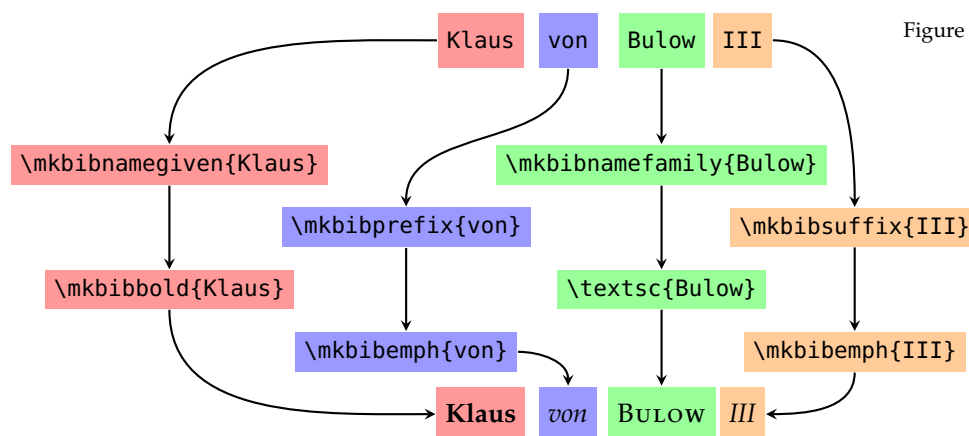 Klaus von Bulow III
Figure
\mkbibnamegiven{Klaus} \mkbibnamefamily{Bulow}
\mkbibprefix{von} \mkbibsuffix{III}
\mkbibbold{Klaus} \textsc{Bulow}
\mkbibemph{von} \mkbibemph{III}
Klaus von Bulow III